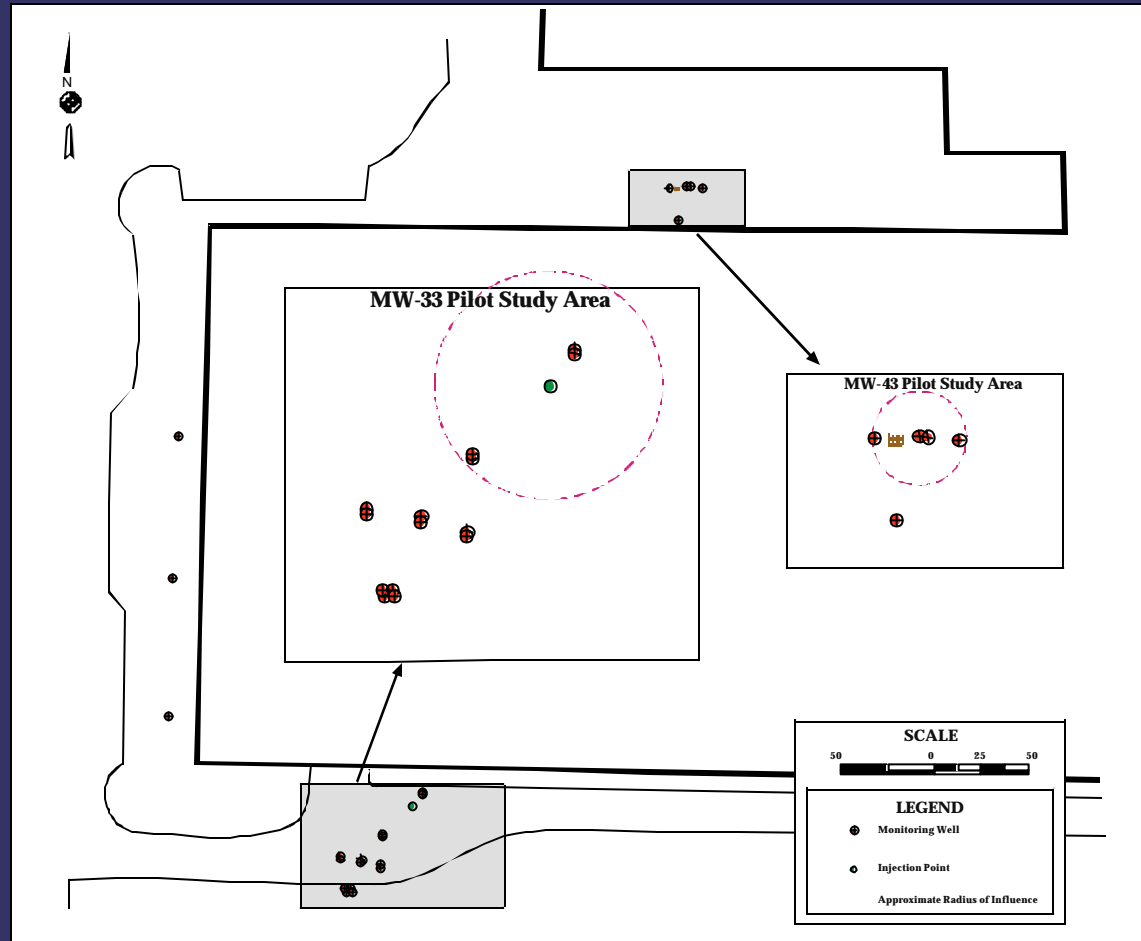 N
MW-33 Pilot Study Area
MW-43 Pilot Study Area
SCALE
50 0 25 50
LEGEND
Monitoring Well
Injection Point
Approximate Radius of Influence